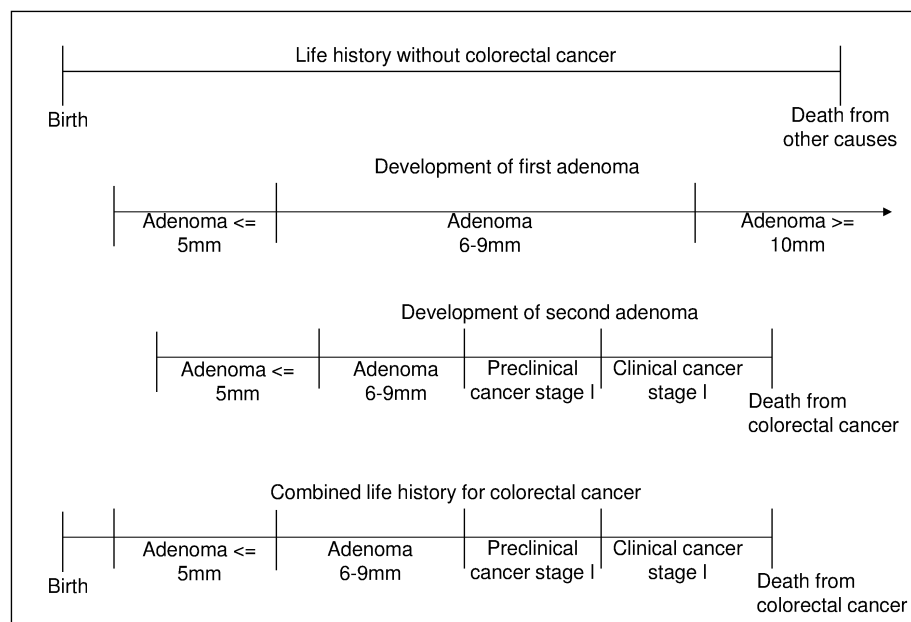 Life history without colorectal cancer
Birth
Death from
other causes
Development of first adenoma
Adenoma <=
5mm
Adenoma
6-9mm
Adenoma >=
10mm
Development of second adenoma
Adenoma <=
5mm
Adenoma
6-9mm
Preclinical
cancer stage I
Clinical cancer
stage I
Death from
colorectal cancer
Combined life history for colorectal cancer
Birth
Adenoma <=
5mm
Adenoma
6-9mm
Preclinical
cancer stage I
Clinical cancer
stage I
Death from
colorectal cancer